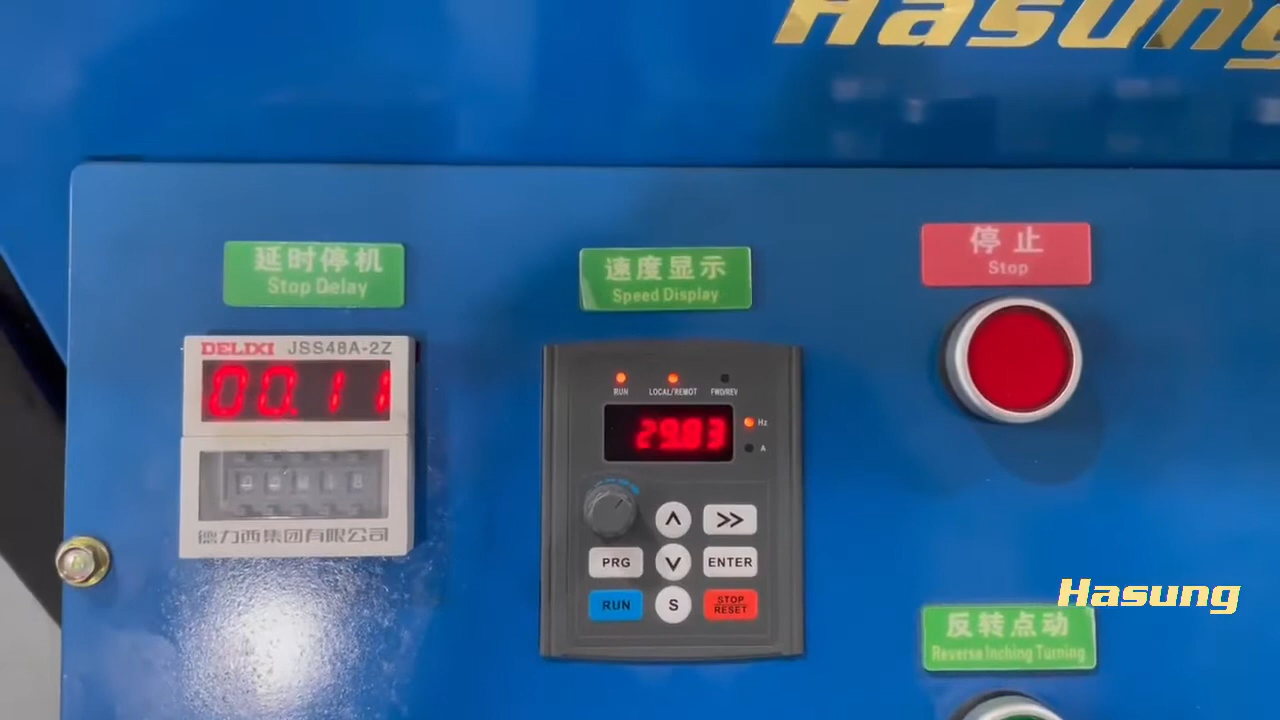 Hasung
延时停机
Stop Delay
速度显示
Speed Display
停止
Stop
DELIXI JSS48A-2Z
00.11
德力西集团有限公司
RUN LOCAL/REMOT FWD/REV
29.83
Hz
A
PRG
ENTER
RUN
S
STOP
RESET
Hasung
反转点动
Reverse Inching Turning